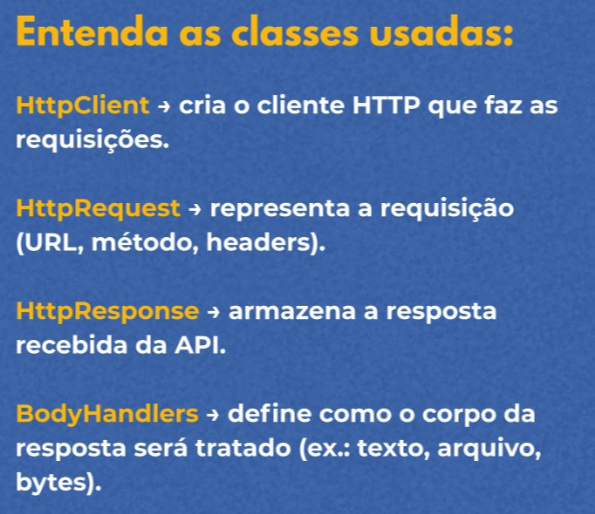 Entenda as classes usadas:
HttpClient → cria o cliente HTTP que faz as
requisições.
HttpRequest → representa a requisição
(URL, método, headers).
HttpResponse → armazena a resposta
recebida da API.
BodyHandlers → define como o corpo da
resposta será tratado (ex.: texto, arquivo,
bytes).